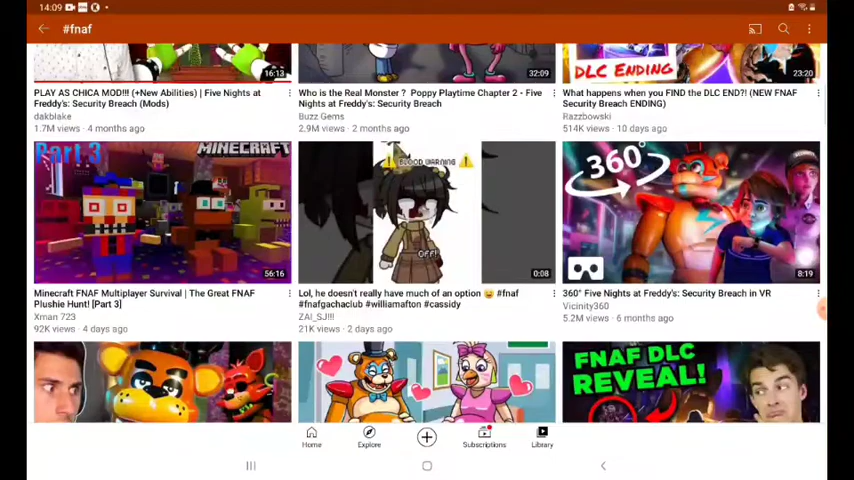 14:09
#fnaf
16:13
32:09
DLC ENDING
23:20
PLAY AS CHICA MOD!!! (+New Abilities) | Five Nights at
Freddy's: Security Breach (Mods)
dakblake
1.7M views • 4 months ago
Who is the Real Monster ? Poppy Playtime Chapter 2 - Five
Nights at Freddy's: Security Breach
Buzz Gems
2.9M views • 2 months ago
What happens when you FIND the DLC END?! (NEW FNAF
Security Breach ENDING)
Razzbowski
514K views • 10 days ago
Part 3
MINECRAFT
56:16
BLOOD WARNING
OFF!
0:08
360°
8:19
Minecraft FNAF Multiplayer Survival | The Great FNAF
Plushie Hunt! [Part 3]
Xman 723
92K views • 4 days ago
Lol, he doesn't really have much of an option 😄 #fnaf
#fnafgachaclub #williamafton #cassidy
ZAI_SJ!!!
21K views • 2 days ago
360° Five Nights at Freddy's: Security Breach in VR
Vicinity360
5.2M views • 6 months ago
FNAF DLC
REVEAL!
Home
Explore
Subscriptions
Library